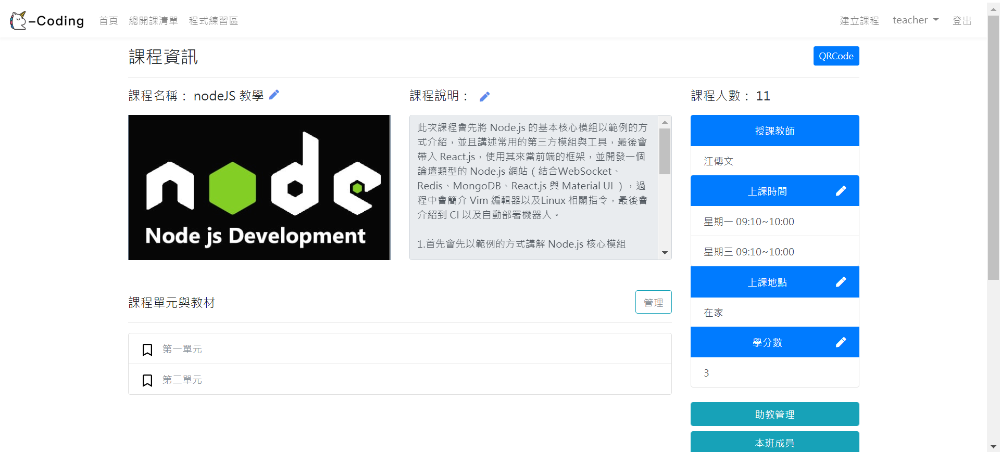 -Coding 首頁 總開課清單 程式練習區 建立課程 teacher 登出
課程資訊
QRCode
課程名稱： nodeJS 教學
node
Node js Development
課程說明：
此次課程會先將 Node.js 的基本核心模組以範例的方
式介紹，並且講述常用的第三方模組與工具，最後會
帶入 React.js，使用其來當前端的框架，並開發一個
論壇類型的 Node.js 網站（結合WebSocket、
Redis、MongoDB、React.js 與 Material UI ），過
程中會簡介 Vim 編輯器以及Linux 相關指令，最後會
介紹到 CI 以及自動部署機器人。
1.首先會先以範例的方式講解 Node.js 核心模組
課程人數： 11
授課教師
江傳文
上課時間
星期一 09:10~10:00
星期三 09:10~10:00
上課地點
在家
學分數
3
助教管理
本班成員
課程單元與教材
管理
第一單元
第二單元